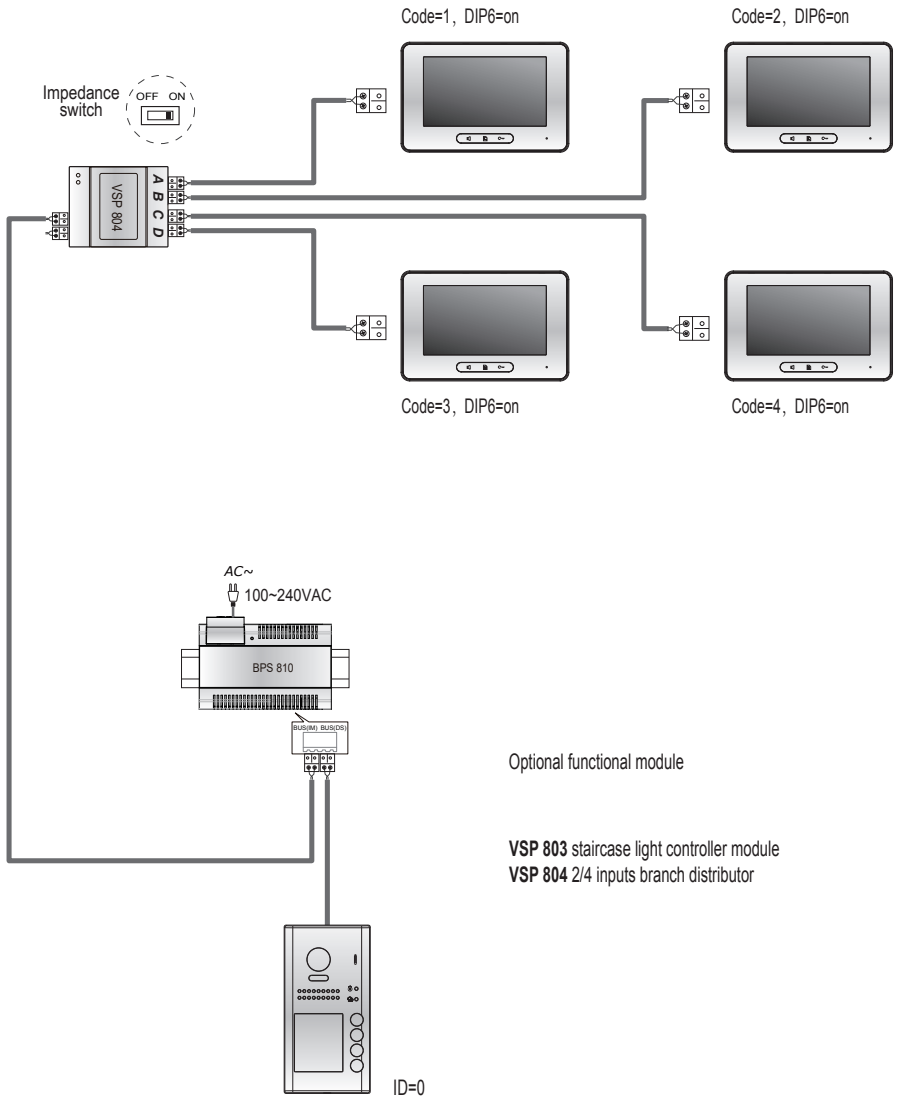 Code=1, DIP6=on
Code=2, DIP6=on
Impedance
switch
OFF ON
VSP 804
A
B
C
D
Code=3, DIP6=on
Code=4, DIP6=on
AC~
100~240VAC
BPS 810
BUS(IM) BUS(DS)
Optional functional module
VSP 803 staircase light controller module
VSP 804 2/4 inputs branch distributor
ID=0